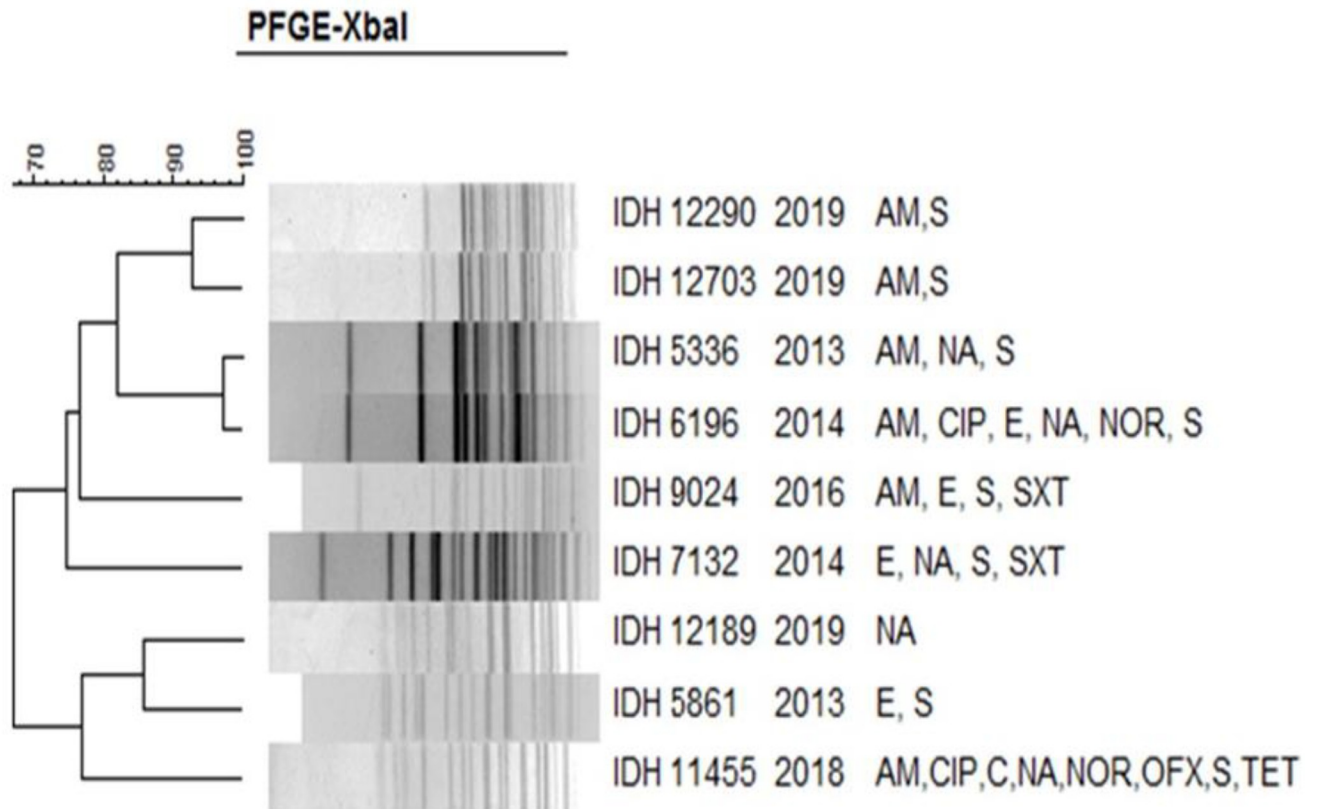 PFGE-XbaI
70 80 90 100
IDH 12290 2019 AM,S
IDH 12703 2019 AM,S
IDH 5336 2013 AM, NA, S
IDH 6196 2014 AM, CIP, E, NA, NOR, S
IDH 9024 2016 AM, E, S, SXT
IDH 7132 2014 E, NA, S, SXT
IDH 12189 2019 NA
IDH 5861 2013 E, S
IDH 11455 2018 AM,CIP,C,NA,NOR,OFX,S,TET